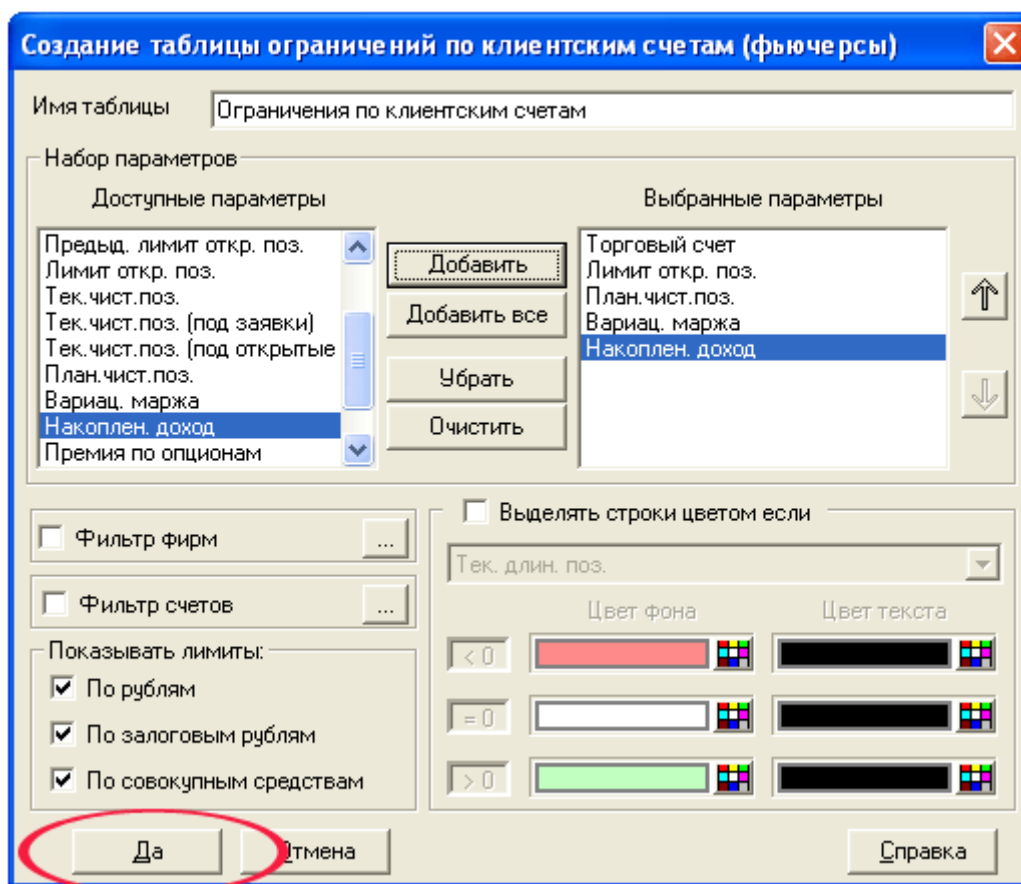 Создание таблицы ограничений по клиентским счетам (фьючерсы)
Имя таблицы
Ограничения по клиентским счетам
Набор параметров
Доступные параметры
Предыд. лимит откр. поз.
Лимит откр. поз.
Тек.чист.поз.
Тек.чист.поз. (под заявки)
Тек.чист.поз. (под открытые
План.чист.поз.
Вариац. маржа
Накоплен. доход
Премия по опционам
Добавить
Добавить все
Убрать
Очистить
Выбранные параметры
Торговый счет
Лимит откр. поз.
План.чист.поз.
Вариац. маржа
Накоплен. доход
Фильтр фирм ...
Фильтр счетов ...
Показывать лимиты:
По рублям
По залоговым рублям
По совокупным средствам
Выделять строки цветом если
Тек. длин. поз.
Цвет фона Цвет текста
< 0
= 0
> 0
Да Отмена Справка